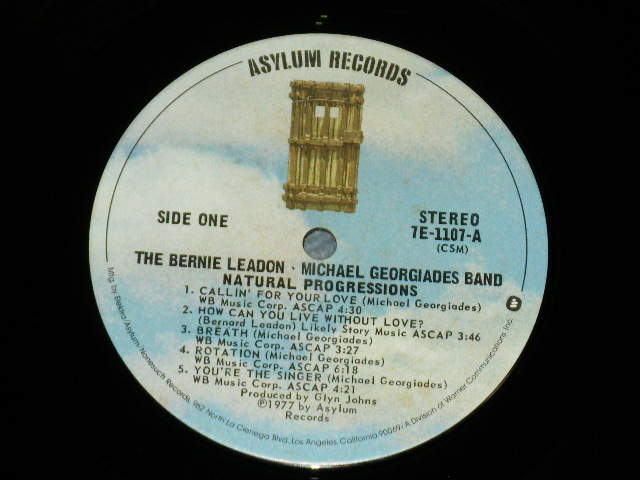 ASYLUM RECORDS
SIDE ONE
STEREO
7E-1107-A
(CSM)
THE BERNIE LEADON · MICHAEL GEORGIADES BAND
NATURAL PROGRESSIONS
1. CALLIN' FOR YOUR LOVE (Michael Georgiades)
WB Music Corp. ASCAP 4:30
2. HOW CAN YOU LIVE WITHOUT LOVE?
(Bernard Leadon) Likely Story Music ASCAP 3:46
3. BREATH (Michael Georgiades)
WB Music Corp. ASCAP 3:27
4. ROTATION (Michael Georgiades)
WB Music Corp. ASCAP 6:18
5. YOU'RE THE SINGER (Michael Georgiades)
WB Music Corp. ASCAP 4:21
Produced by Glyn Johns
℗1977 by Asylum
Records
Mfg. by Elektra/Asylum/Nonesuch Records, 962 North La Cienega Blvd., Los Angeles, California 90069/A Division of Warner Communications Inc.